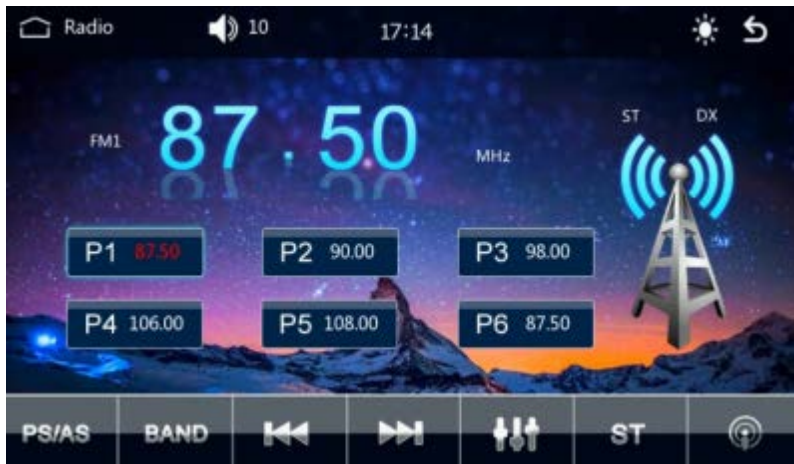 Radio 10 17:14
ST DX
FM1 87.50 MHz
P1 87.50 P2 90.00 P3 98.00
P4 106.00 P5 108.00 P6 87.50
PS/AS BAND ST